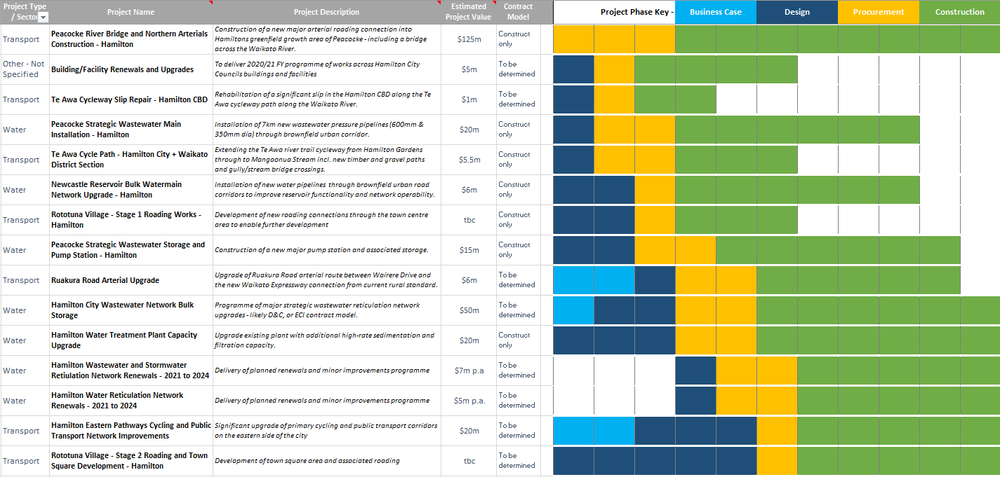 Project Type
/ Sector
Project Name
Project Description
Estimated
Project Value
Contract
Model
Project Phase Key -
Business Case
Design
Procurement
Construction
Transport
Peacocke River Bridge and Northern Arterials
Construction - Hamilton
Construction of a new major arterial roading connection into
Hamiltons greenfield growth area of Peacocke - including a bridge
across the Waikato River.
$125m
Construct
only
Other - Not
Specified
Building/Facility Renewals and Upgrades
To deliver 2020/21 FY programme of works across Hamilton City
Councils buildings and facilities
$5m
To be
determined
Transport
Te Awa Cycleway Slip Repair - Hamilton CBD
Rehabilitation of a significant slip in the Hamilton CBD along the Te
Awa cycleway path along the Waikato River.
$1m
To be
determined
Water
Peacocke Strategic Wastewater Main
Installation - Hamilton
Installation of 7km new wastewater pressure pipelines (600mm &
350mm dia) through brownfield urban corridor.
$20m
Construct
only
Transport
Te Awa Cycle Path - Hamilton City + Waikato
District Section
Extending the Te Awa river trail cycleway from Hamilton Gardens
through to Mangaonua Stream incl. new timber and gravel paths
and gully/stream bridge crossings.
$5.5m
Construct
only
Water
Newcastle Reservoir Bulk Watermain
Network Upgrade - Hamilton
Installation of new water pipelines through brownfield urban road
corridors to improve reservoir functionality and network operability.
$6m
Construct
only
Transport
Rototuna Village - Stage 1 Roading Works -
Hamilton
Development of new roading connections through the town centre
area to enable further development
tbc
Construct
only
Water
Peacocke Strategic Wastewater Storage and
Pump Station - Hamilton
Construction of a new major pump station and associated storage.
$15m
Construct
only
Transport
Ruakura Road Arterial Upgrade
Upgrade of Ruakura Road arterial route between Wairere Drive and
the new Waikato Expressway connection from current rural standard.
$6m
To be
determined
Water
Hamilton City Wastewater Network Bulk
Storage
Programme of major strategic wastewater reticulation network
upgrades - likely D&C, or ECI contract model.
$50m
To be
determined
Water
Hamilton Water Treatment Plant Capacity
Upgrade
Upgrade existing plant with additional high-rate sedimentation and
filtration capacity.
$20m
Construct
only
Water
Hamilton Wastewater and Stormwater
Retiulation Network Renewals - 2021 to 2024
Delivery of planned renewals and minor improvements programme
$7m p.a
To be
determined
Water
Hamilton Water Reticulation Network
Renewals - 2021 to 2024
Delivery of planned renewals and minor improvements programme
$5m p.a.
To be
determined
Transport
Hamilton Eastern Pathways Cycling and Public
Transport Network Improvements
Significant upgrade of primary cycling and public transport corridors
on the eastern side of the city
$20m
To be
determined
Transport
Rototuna Village - Stage 2 Roading and Town
Square Development - Hamilton
Development of town square area and associated roading
tbc
To be
determined